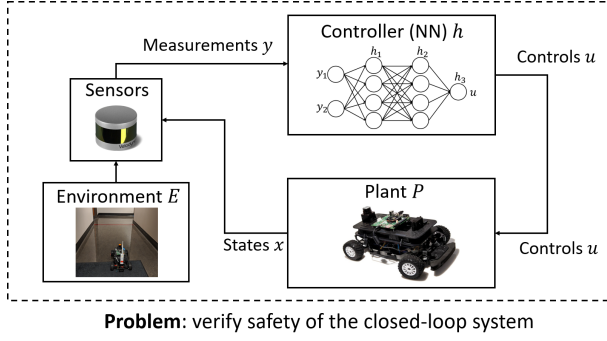 Controller (NN) h
Measurements y
h₁
h₂
h₃
y₁
y₂
u
Controls u
Sensors
Environment E
Plant P
States x
Controls u
Problem: verify safety of the closed-loop system